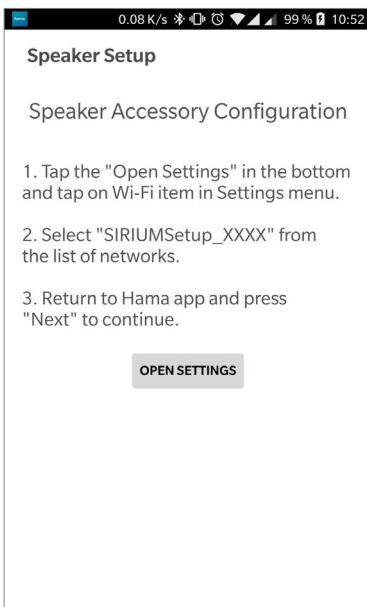 0.08 K/s 99 % 10:52
Speaker Setup
Speaker Accessory Configuration
1. Tap the "Open Settings" in the bottom
and tap on Wi-Fi item in Settings menu.
2. Select "SIRIUMSetup_XXXX" from
the list of networks.
3. Return to Hama app and press
"Next" to continue.
OPEN SETTINGS